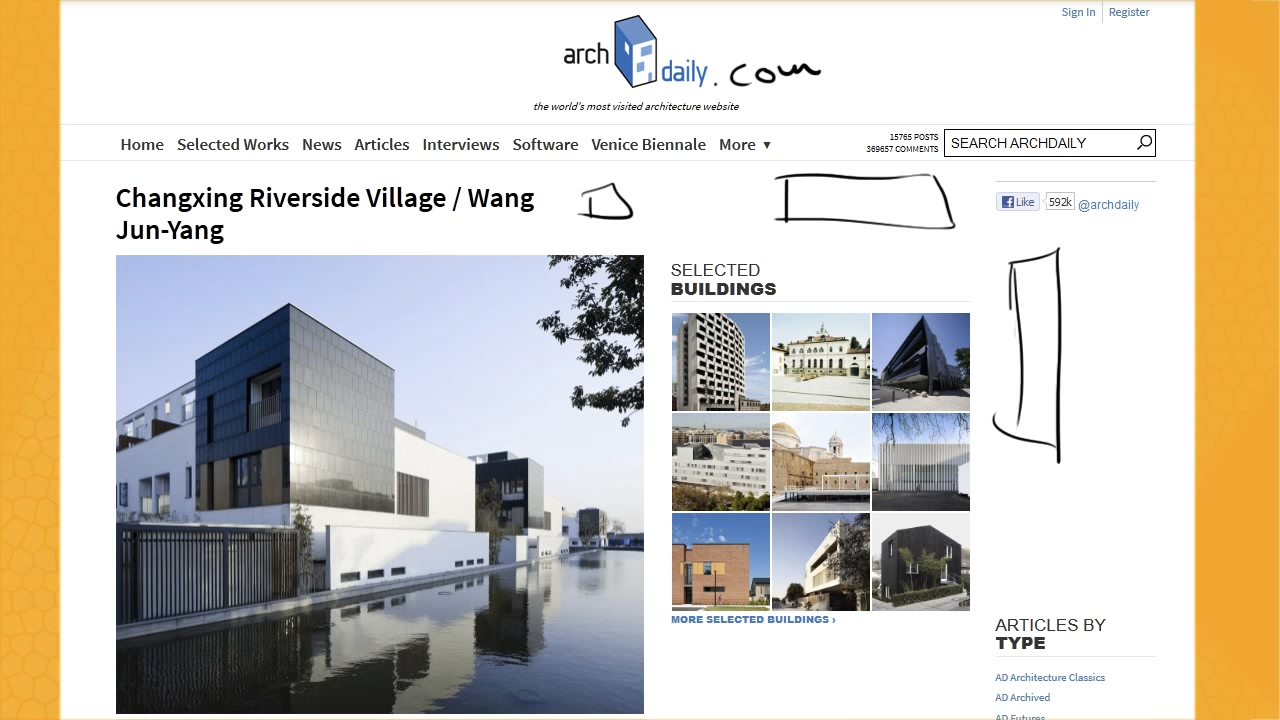 Sign In Register
arch daily.com
the world's most visited architecture website
Home Selected Works News Articles Interviews Software Venice Biennale More ▼
15765 POSTS
369657 COMMENTS
SEARCH ARCHDAILY
Changxing Riverside Village / Wang
Jun-Yang
Like 592k @archdaily
SELECTED
BUILDINGS
MORE SELECTED BUILDINGS ›
ARTICLES BY
TYPE
AD Architecture Classics
AD Archived
AD Futures